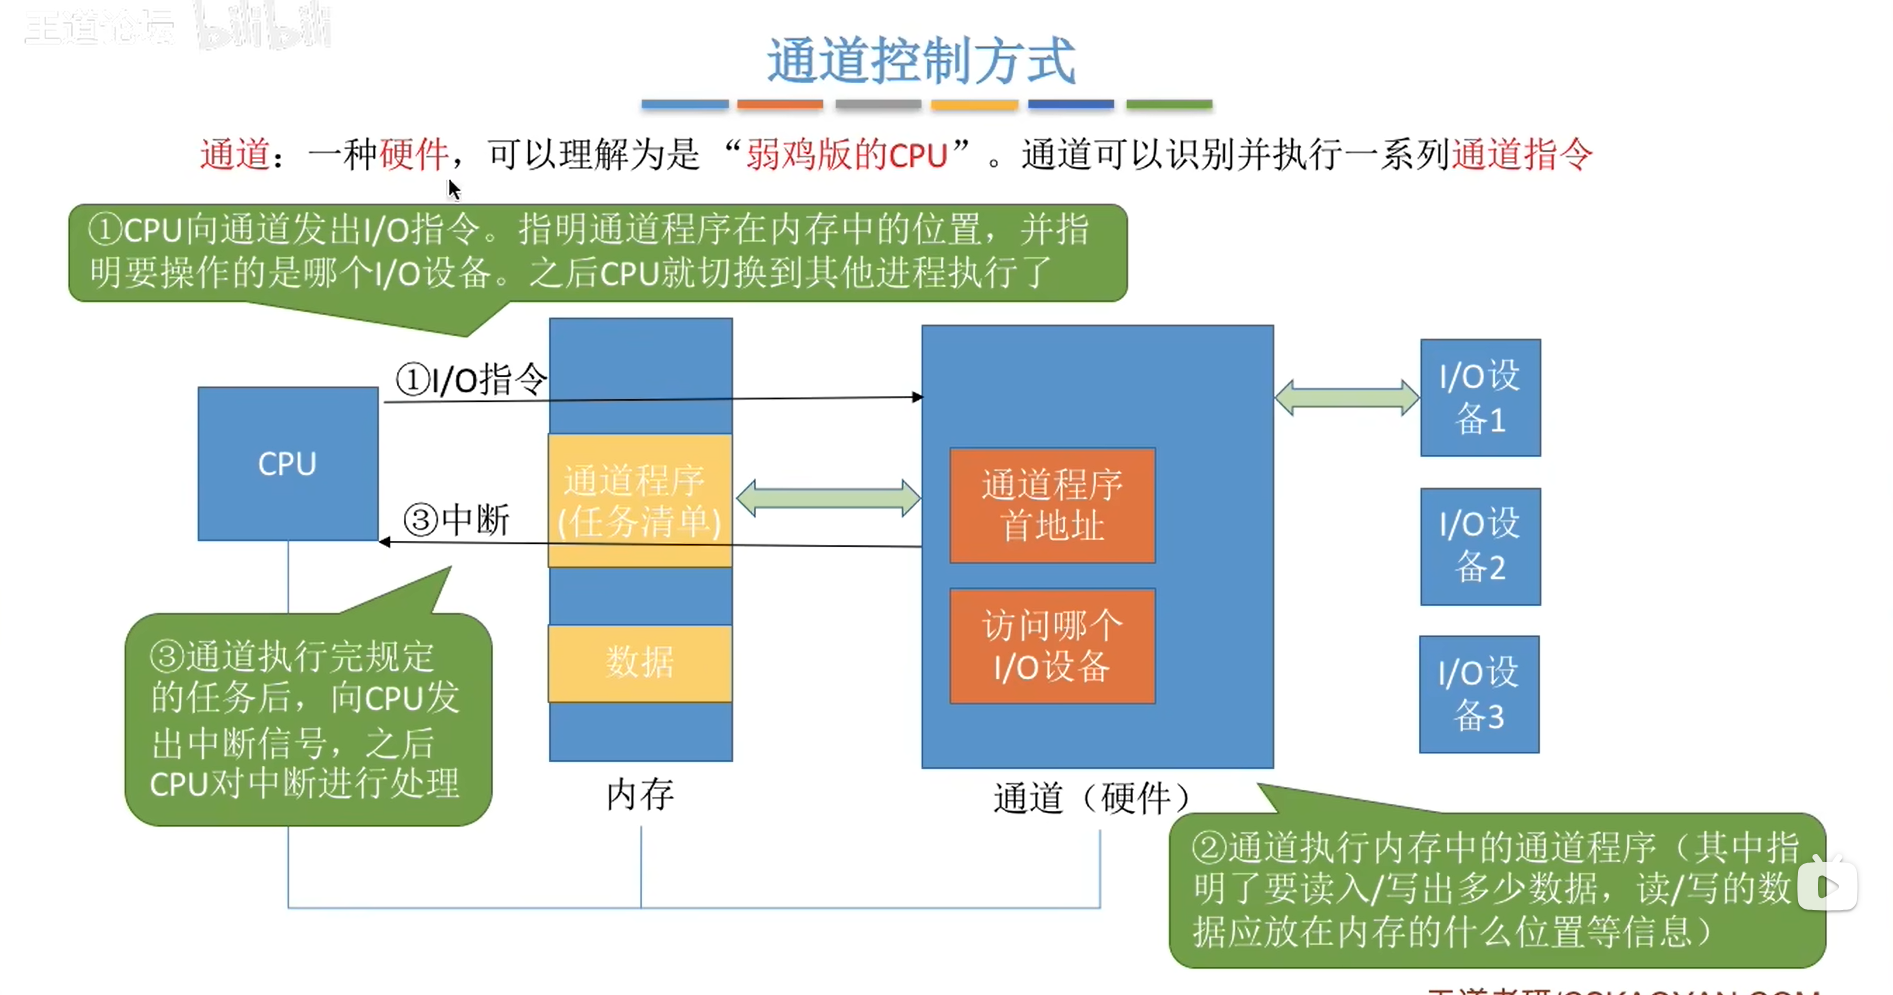 王道论坛 bilibili
通道控制方式
通道：一种硬件，可以理解为是“弱鸡版的CPU”。通道可以识别并执行一系列通道指令
①CPU向通道发出I/O指令。指明通道程序在内存中的位置，并指
明要操作的是哪个I/O设备。之后CPU就切换到其他进程执行了
①I/O指令
CPU
③中断
通道程序
(任务清单)
数据
内存
通道程序
首地址
访问哪个
I/O设备
通道（硬件）
I/O设
备1
I/O设
备2
I/O设
备3
③通道执行完规定
的任务后，向CPU发
出中断信号，之后
CPU对中断进行处理
②通道执行内存中的通道程序（其中指
明了要读入/写出多少数据，读/写的数
据应放在内存的什么位置等信息）
王道考研/CSKAOYAN.COM